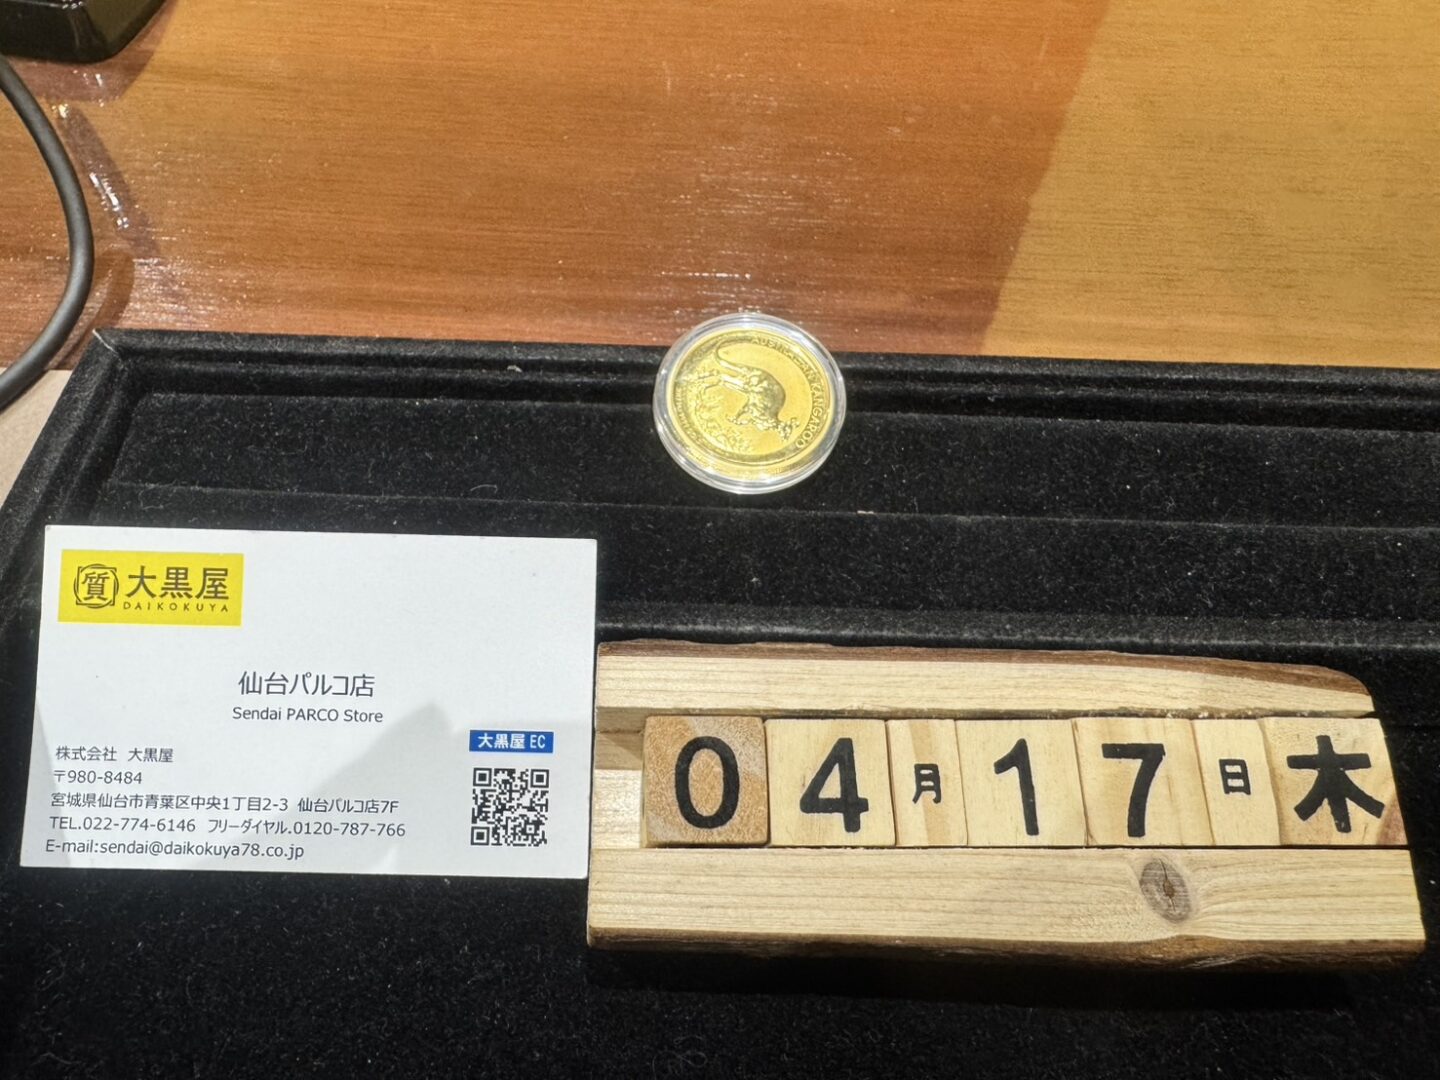 AUSTRALIAN KANGAROO
質 大黒屋
DAIKOKUYA
仙台パルコ店
Sendai PARCO Store
大黒屋 EC
株式会社 大黒屋
〒980-8484
宮城県仙台市青葉区中央1丁目2-3 仙台パルコ店7F
TEL.022-774-6146 フリーダイヤル.0120-787-766
E-mail:sendai@daikokuya78.co.jp
04月17日木